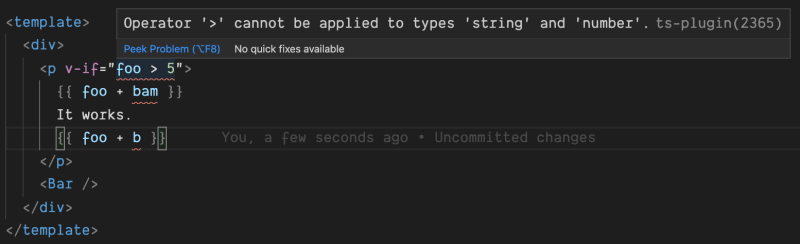 Operator '>' cannot be applied to types 'string' and 'number'. ts-plugin(2365)
Peek Problem (⌥F8) No quick fixes available
<template>
<div>
<p v-if="foo > 5">
{{ foo + bam }}
It works.
{{ foo + b }} You, a few seconds ago • Uncommitted changes
</p>
<Bar />
</div>
</template>